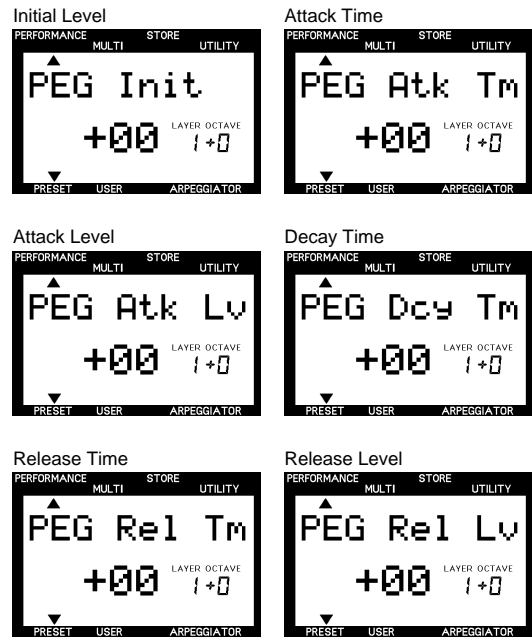 Initial Level
PERFORMANCE MULTI STORE UTILITY
PEG Init
+00 LAYER OCTAVE
1 +0
PRESET USER ARPEGGIATOR
Attack Time
PERFORMANCE MULTI STORE UTILITY
PEG Atk Tm
+00 LAYER OCTAVE
1 +0
PRESET USER ARPEGGIATOR
Attack Level
PERFORMANCE MULTI STORE UTILITY
PEG Atk Lv
+00 LAYER OCTAVE
1 +0
PRESET USER ARPEGGIATOR
Decay Time
PERFORMANCE MULTI STORE UTILITY
PEG Dcy Tm
+00 LAYER OCTAVE
1 +0
PRESET USER ARPEGGIATOR
Release Time
PERFORMANCE MULTI STORE UTILITY
PEG Rel Tm
+00 LAYER OCTAVE
1 +0
PRESET USER ARPEGGIATOR
Release Level
PERFORMANCE MULTI STORE UTILITY
PEG Rel Lv
+00 LAYER OCTAVE
1 +0
PRESET USER ARPEGGIATOR